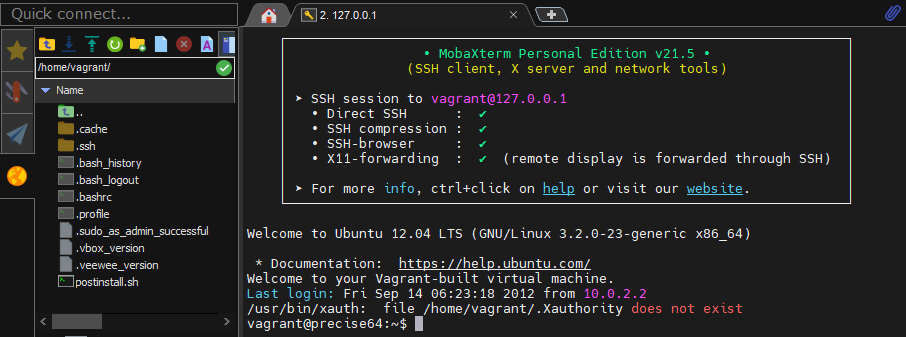 Quick connect...
2. 127.0.0.1
/home/vagrant/
Name
..
.cache
.ssh
.bash_history
.bash_logout
.bashrc
.profile
.sudo_as_admin_successful
.vbox_version
.veewee_version
postinstall.sh
• MobaXterm Personal Edition v21.5 •
(SSH client, X server and network tools)
➤ SSH session to vagrant@127.0.0.1
• Direct SSH : ✔
• SSH compression : ✔
• SSH-browser : ✔
• X11-forwarding : ✔ (remote display is forwarded through SSH)
➤ For more info, ctrl+click on help or visit our website.
Welcome to Ubuntu 12.04 LTS (GNU/Linux 3.2.0-23-generic x86_64)
* Documentation: https://help.ubuntu.com/
Welcome to your Vagrant-built virtual machine.
Last login: Fri Sep 14 06:23:18 2012 from 10.0.2.2
/usr/bin/xauth: file /home/vagrant/.Xauthority does not exist
vagrant@precise64:~$